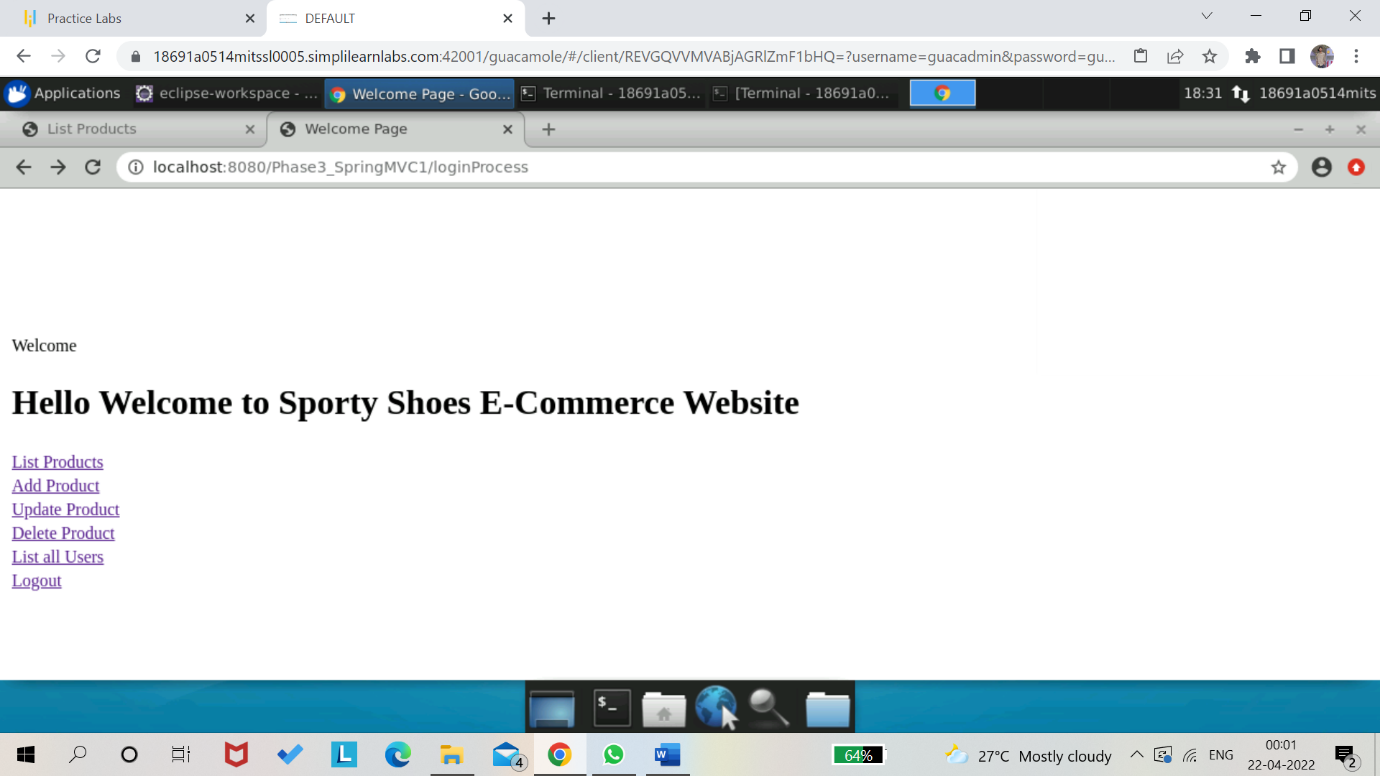 Practice Labs
DEFAULT
18691a0514mitssl0005.simplilearnlabs.com:42001/guacamole/#/client/REVGQVVMVABjAGRlZmF1bHQ=?username=guacadmin&password=gu...
Applications
eclipse-workspace - ...
Welcome Page - Goo...
Terminal - 18691a05...
[Terminal - 18691a0...
18:31
18691a0514mits
List Products
Welcome Page
localhost:8080/Phase3_SpringMVC1/loginProcess
Welcome
Hello Welcome to Sporty Shoes E-Commerce Website
List Products
Add Product
Update Product
Delete Product
List all Users
Logout
$_
L
4
W
64%
27°C Mostly cloudy
ENG
00:01
22-04-2022
2